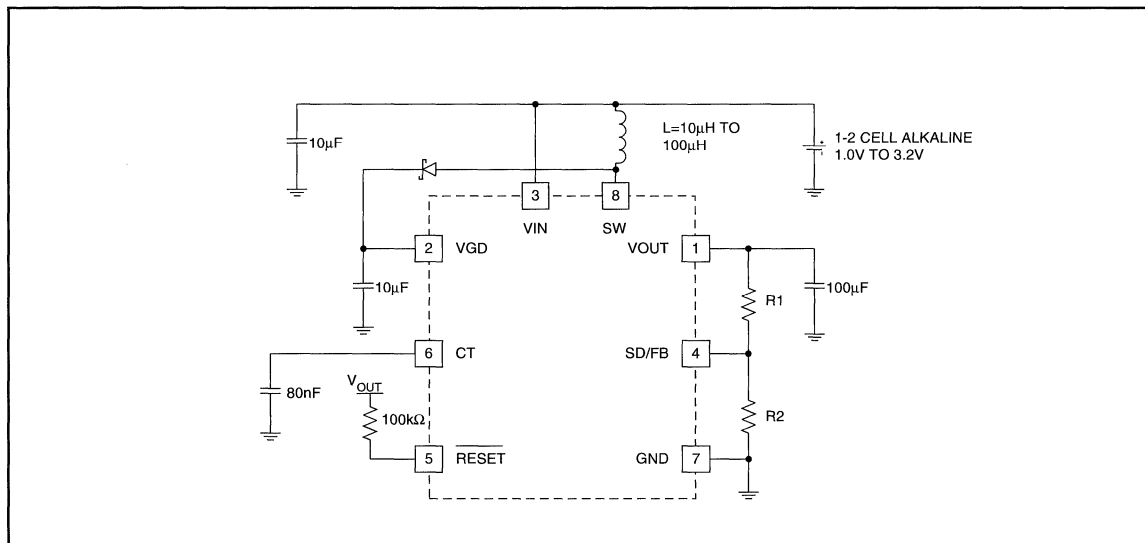 10µF
L=10µH TO
100µH
+
1-2 CELL ALKALINE
1.0V TO 3.2V
3
8
VIN
SW
2
VGD
VOUT
1
10µF
R1
100µF
6
CT
SD/FB
4
80nF
VOUT
100kΩ
R2
5
RESET
GND
7